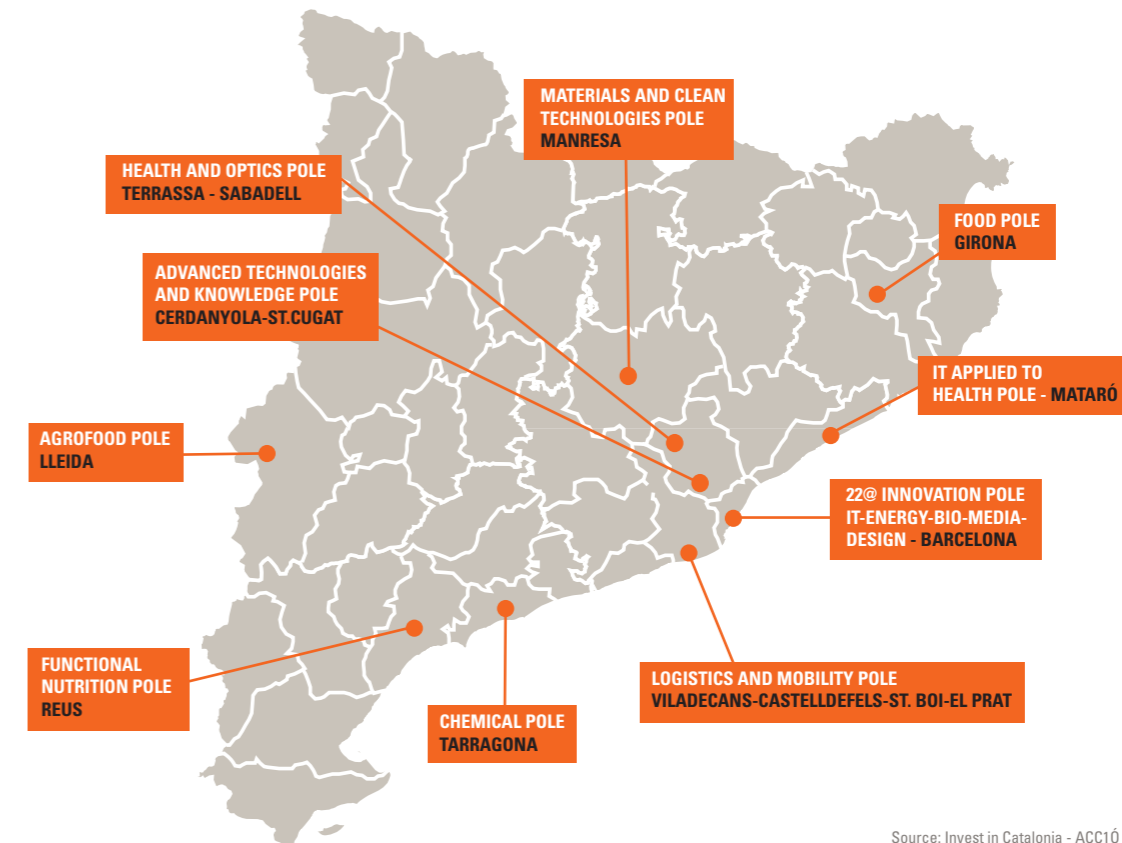 MATERIALS AND CLEAN
TECHNOLOGIES POLE
MANRESA
HEALTH AND OPTICS POLE
TERRASSA - SABADELL
FOOD POLE
GIRONA
ADVANCED TECHNOLOGIES
AND KNOWLEDGE POLE
CERDANYOLA-ST.CUGAT
IT APPLIED TO
HEALTH POLE - MATARÓ
AGROFOOD POLE
LLEIDA
22@ INNOVATION POLE
IT-ENERGY-BIO-MEDIA-
DESIGN - BARCELONA
FUNCTIONAL
NUTRITION POLE
REUS
LOGISTICS AND MOBILITY POLE
VILADECANS-CASTELLDEFELS-ST. BOI-EL PRAT
CHEMICAL POLE
TARRAGONA
Source: Invest in Catalonia - ACC1Ó